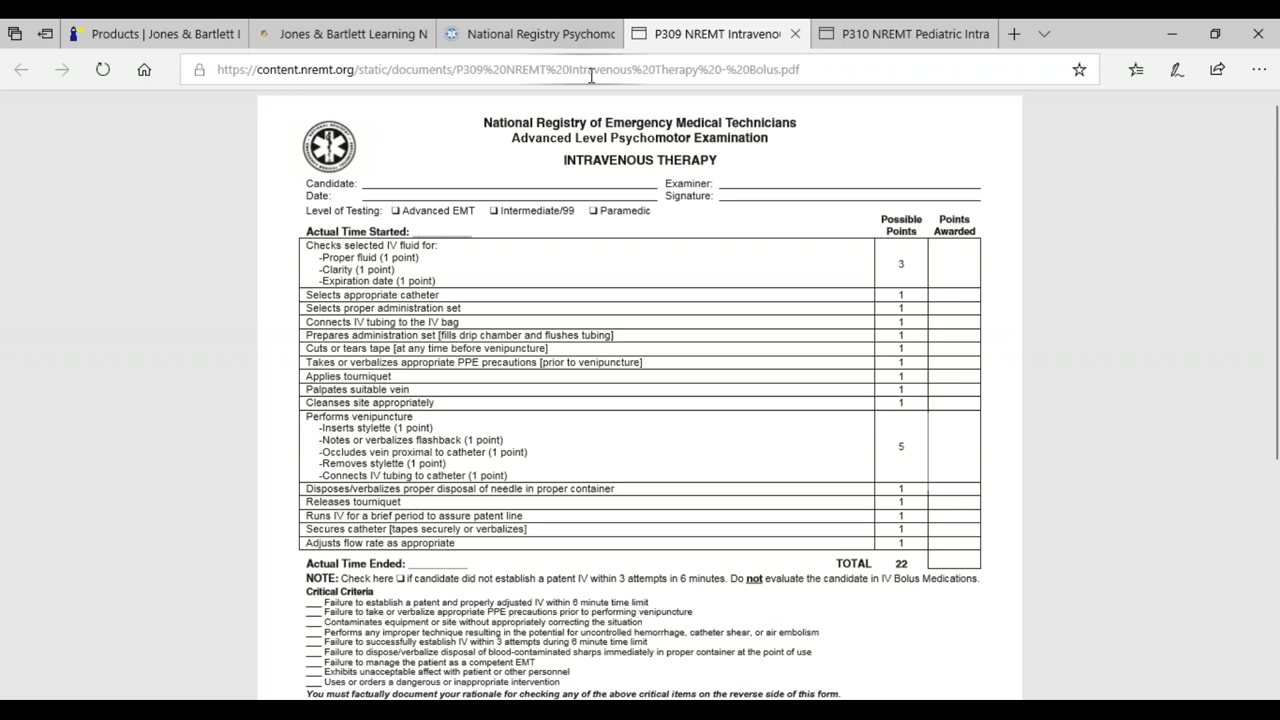 Products | Jones & Bartlett l
Jones & Bartlett Learning N
National Registry Psychomc
P309 NREMT Intraveno
P310 NREMT Pediatric Intra
https://content.nremt.org/static/documents/P309%20NREMT%20Intravenous%20Therapy%20-%20Bolus.pdf
National Registry of Emergency Medical Technicians
Advanced Level Psychomotor Examination
INTRAVENOUS THERAPY
Candidate: Examiner:
Date: Signature:
Level of Testing: ❑ Advanced EMT ❑ Intermediate/99 ❑ Paramedic
Possible Points
Points Awarded
Actual Time Started:
Checks selected IV fluid for:
-Proper fluid (1 point)
-Clarity (1 point)
-Expiration date (1 point)
3
Selects appropriate catheter 1
Selects proper administration set 1
Connects IV tubing to the IV bag 1
Prepares administration set [fills drip chamber and flushes tubing] 1
Cuts or tears tape [at any time before venipuncture] 1
Takes or verbalizes appropriate PPE precautions [prior to venipuncture] 1
Applies tourniquet 1
Palpates suitable vein 1
Cleanses site appropriately 1
Performs venipuncture
-Inserts stylette (1 point)
-Notes or verbalizes flashback (1 point)
-Occludes vein proximal to catheter (1 point)
-Removes stylette (1 point)
-Connects IV tubing to catheter (1 point)
5
Disposes/verbalizes proper disposal of needle in proper container 1
Releases tourniquet 1
Runs IV for a brief period to assure patent line 1
Secures catheter [tapes securely or verbalizes] 1
Adjusts flow rate as appropriate 1
Actual Time Ended: TOTAL 22
NOTE: Check here ❑ if candidate did not establish a patent IV within 3 attempts in 6 minutes. Do not evaluate the candidate in IV Bolus Medications.
Critical Criteria
Failure to establish a patent and properly adjusted IV within 6 minute time limit
Failure to take or verbalize appropriate PPE precautions prior to performing venipuncture
Contaminates equipment or site without appropriately correcting the situation
Performs any improper technique resulting in the potential for uncontrolled hemorrhage, catheter shear, or air embolism
Failure to successfully establish IV within 3 attempts during 6 minute time limit
Failure to dispose/verbalize disposal of blood-contaminated sharps immediately in proper container at the point of use
Failure to manage the patient as a competent EMT
Exhibits unacceptable affect with patient or other personnel
Uses or orders a dangerous or inappropriate intervention
You must factually document your rationale for checking any of the above critical items on the reverse side of this form.